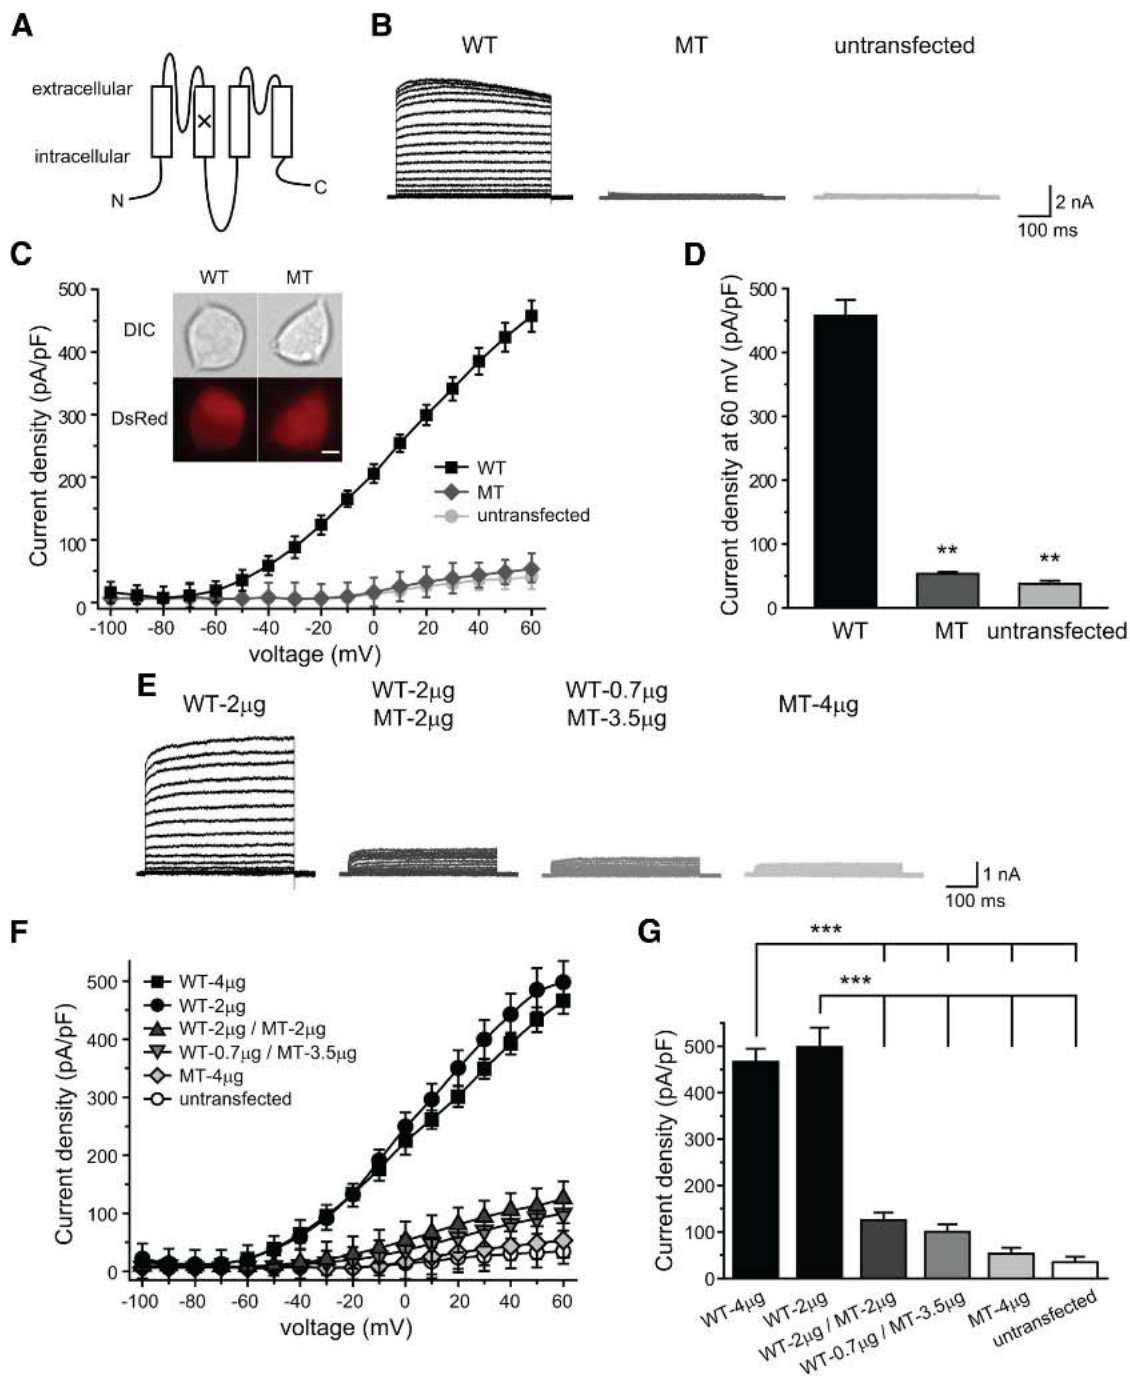 A
extracellular
intracellular
N
C
B
WT
MT
untransfected
2 nA
100 ms
C
WT
MT
DIC
DsRed
Current density (pA/pF)
500
400
300
200
100
0
WT
MT
untransfected
-100
-80
-60
-40
-20
0
20
40
60
voltage (mV)
D
Current density at 60 mV (pA/pF)
500
400
300
200
100
0
**
**
WT
MT
untransfected
E
WT-2μg
WT-2μg
MT-2μg
WT-0.7μg
MT-3.5μg
MT-4μg
1 nA
100 ms
F
Current density (pA/pF)
500
400
300
200
100
0
WT-4μg
WT-2μg
WT-2μg / MT-2μg
WT-0.7μg / MT-3.5μg
MT-4μg
untransfected
-100
-80
-60
-40
-20
0
20
40
60
voltage (mV)
G
***
***
Current density (pA/pF)
500
400
300
200
100
0
WT-4μg
WT-2μg
WT-2μg / MT-2μg
WT-0.7μg / MT-3.5μg
MT-4μg
untransfected